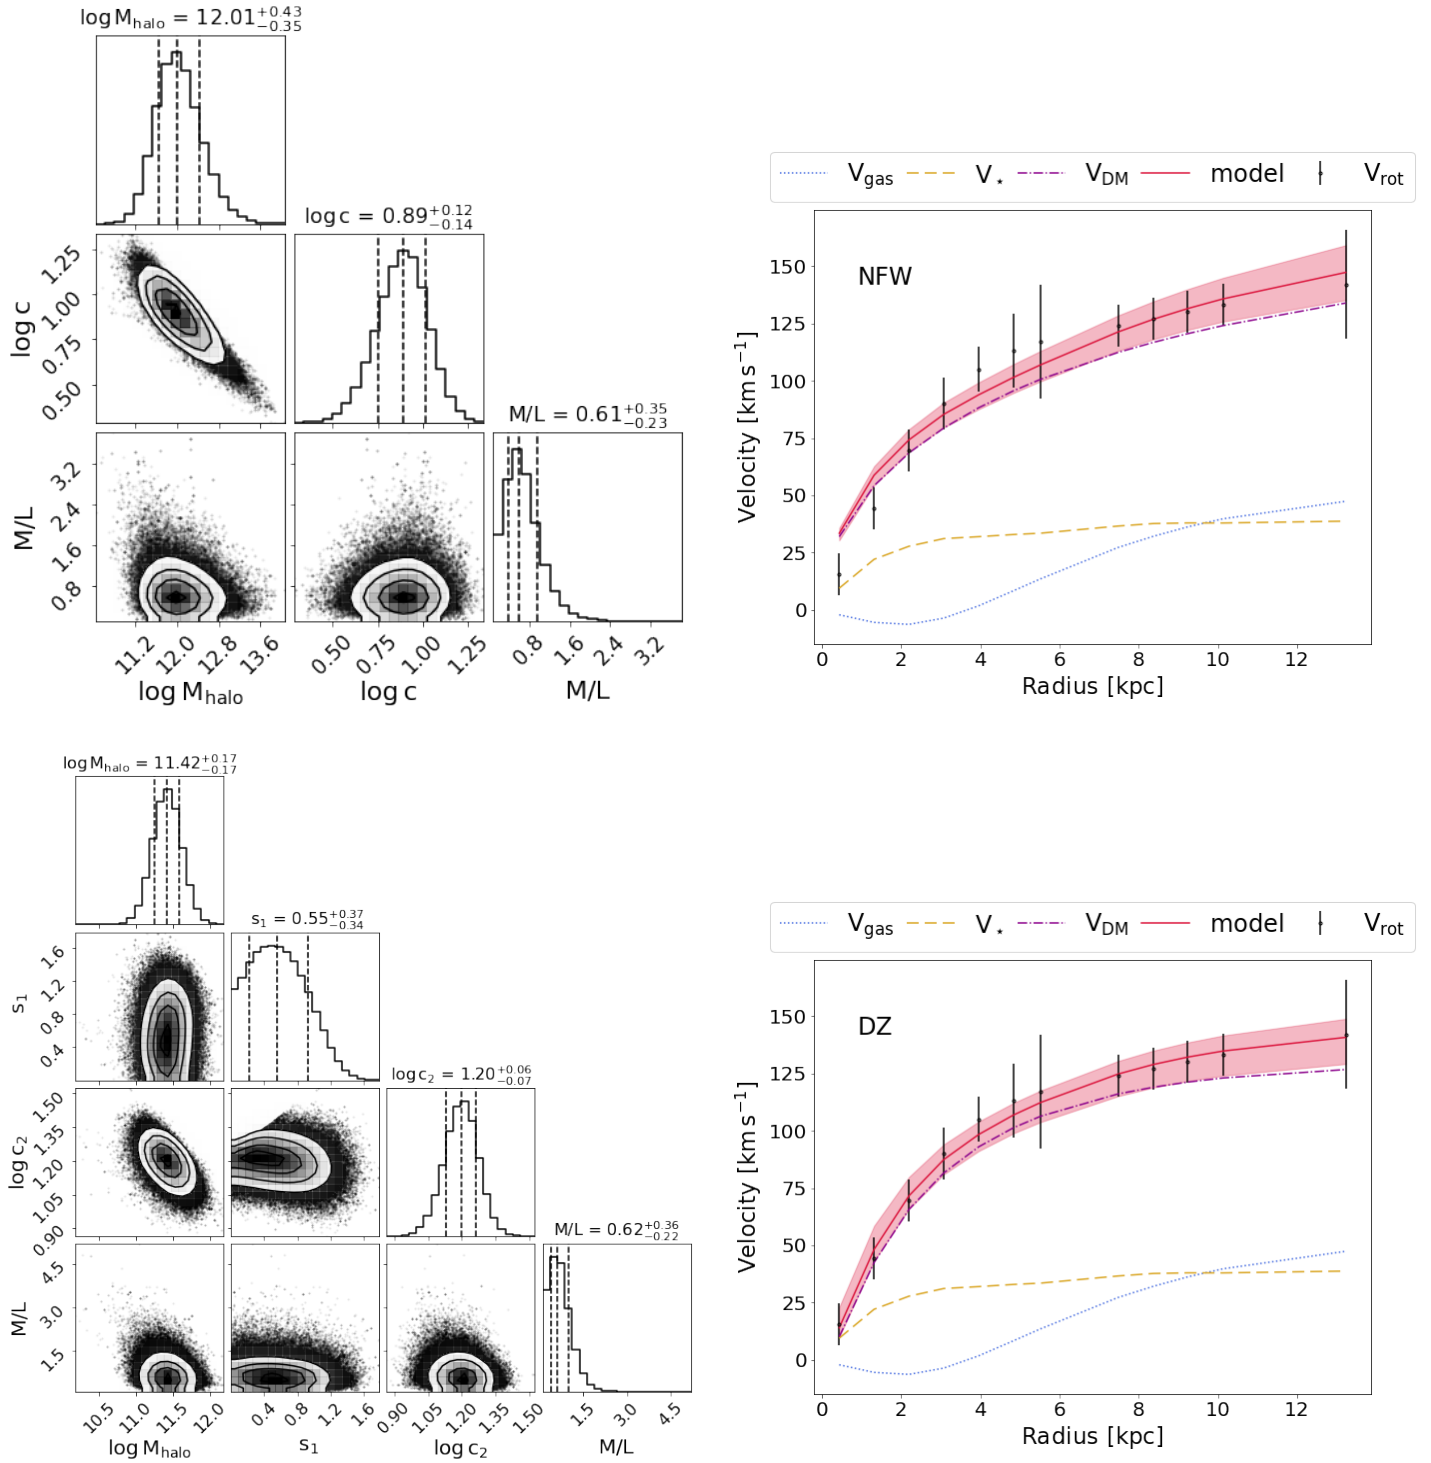 log M_halo = 12.01 +0.43 −0.35
log c = 0.89 +0.12 −0.14
M/L = 0.61 +0.35 −0.23
log c
1.25
1.00
0.75
0.50
M/L
3.2
2.4
1.6
0.8
11.2 12.0 12.8 13.6
log M_halo
0.50 0.75 1.00 1.25
log c
0.8 1.6 2.4 3.2
M/L
V_gas V_⋆ V_DM model V_rot
NFW
Velocity [km s⁻¹]
150
125
100
75
50
25
0
0 2 4 6 8 10 12
Radius [kpc]
log M_halo = 11.42 +0.17 −0.17
s₁ = 0.55 +0.37 −0.34
log c₂ = 1.20 +0.06 −0.07
M/L = 0.62 +0.36 −0.22
s₁
1.6
1.2
0.8
0.4
log c₂
1.50
1.35
1.20
1.05
0.90
M/L
4.5
3.0
1.5
10.5 11.0 11.5 12.0
log M_halo
0.4 0.8 1.2 1.6
s₁
0.90 1.05 1.20 1.35 1.50
log c₂
1.5 3.0 4.5
M/L
V_gas V_⋆ V_DM model V_rot
DZ
Velocity [km s⁻¹]
150
125
100
75
50
25
0
0 2 4 6 8 10 12
Radius [kpc]